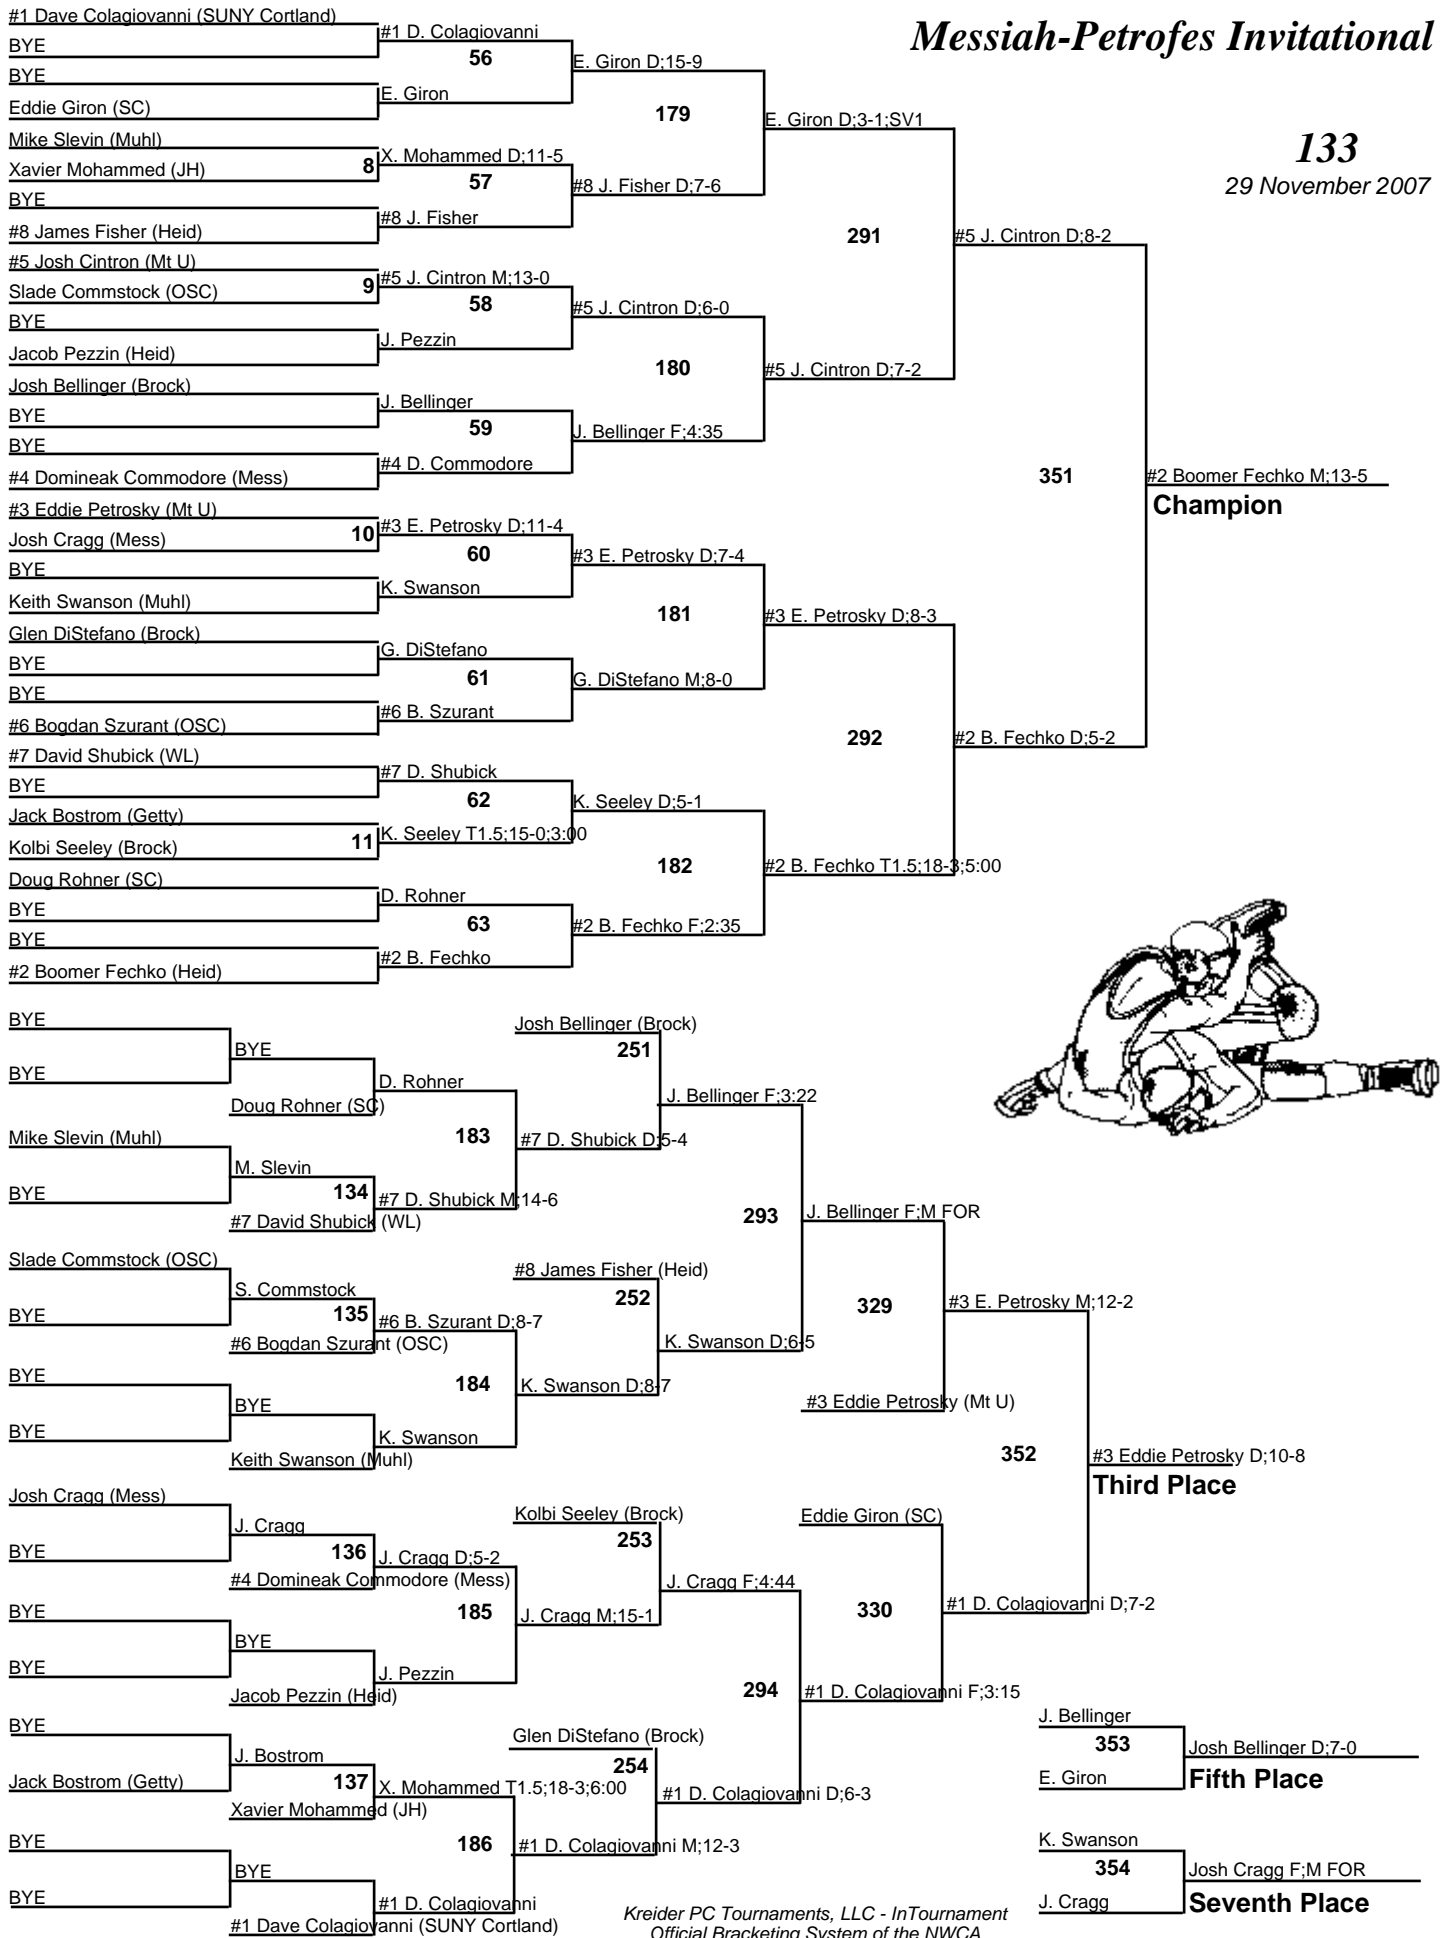 Messiah-Petrofes Invitational
133
29 November 2007
#1 Dave Colagiovanni (SUNY Cortland)
BYE
#1 D. Colagiovanni
56
BYE
E. Giron D;15-9
Eddie Giron (SC)
E. Giron
179
E. Giron D;3-1;SV1
Mike Slevin (Muhl)
Xavier Mohammed (JH)
8
X. Mohammed D;11-5
57
BYE
#8 J. Fisher D;7-6
#8 James Fisher (Heid)
#8 J. Fisher
291
#5 J. Cintron D;8-2
#5 Josh Cintron (Mt U)
Slade Commstock (OSC)
9
#5 J. Cintron M;13-0
58
BYE
#5 J. Cintron D;6-0
Jacob Pezzin (Heid)
J. Pezzin
180
#5 J. Cintron D;7-2
Josh Bellinger (Brock)
BYE
J. Bellinger
59
BYE
J. Bellinger F;4:35
#4 Domineak Commodore (Mess)
#4 D. Commodore
351
#2 Boomer Fechko M;13-5
Champion
#3 Eddie Petrosky (Mt U)
Josh Cragg (Mess)
10
#3 E. Petrosky D;11-4
60
BYE
#3 E. Petrosky D;7-4
Keith Swanson (Muhl)
K. Swanson
181
#3 E. Petrosky D;8-3
Glen DiStefano (Brock)
BYE
G. DiStefano
61
BYE
G. DiStefano M;8-0
#6 Bogdan Szurant (OSC)
#6 B. Szurant
292
#2 B. Fechko D;5-2
#7 David Shubick (WL)
BYE
#7 D. Shubick
62
Jack Bostrom (Getty)
K. Seeley D;5-1
Kolbi Seeley (Brock)
11
K. Seeley T1.5;15-0;3:00
182
#2 B. Fechko T1.5;18-3;5:00
Doug Rohner (SC)
BYE
D. Rohner
63
BYE
#2 B. Fechko F;2:35
#2 Boomer Fechko (Heid)
#2 B. Fechko
BYE
BYE
BYE
Doug Rohner (SC)
D. Rohner
Josh Bellinger (Brock)
251
J. Bellinger F;3:22
183
#7 D. Shubick D;5-4
Mike Slevin (Muhl)
BYE
M. Slevin
134
#7 David Shubick (WL)
#7 D. Shubick M;14-6
293
J. Bellinger F;M FOR
Slade Commstock (OSC)
BYE
S. Commstock
135
#6 Bogdan Szurant (OSC)
#6 B. Szurant D;8-7
#8 James Fisher (Heid)
252
K. Swanson D;6-5
329
#3 E. Petrosky M;12-2
184
K. Swanson D;8-7
BYE
BYE
BYE
Keith Swanson (Muhl)
K. Swanson
#3 Eddie Petrosky (Mt U)
352
#3 Eddie Petrosky D;10-8
Third Place
Josh Cragg (Mess)
BYE
J. Cragg
136
#4 Domineak Commodore (Mess)
J. Cragg D;5-2
Kolbi Seeley (Brock)
253
J. Cragg F;4:44
Eddie Giron (SC)
330
#1 D. Colagiovanni D;7-2
185
J. Cragg M;15-1
BYE
BYE
BYE
Jacob Pezzin (Heid)
J. Pezzin
294
#1 D. Colagiovanni F;3:15
BYE
Jack Bostrom (Getty)
J. Bostrom
137
Xavier Mohammed (JH)
X. Mohammed T1.5;18-3;6:00
Glen DiStefano (Brock)
254
#1 D. Colagiovanni D;6-3
186
#1 D. Colagiovanni M;12-3
BYE
BYE
BYE
#1 Dave Colagiovanni (SUNY Cortland)
#1 D. Colagiovanni
J. Bellinger
353
E. Giron
Josh Bellinger D;7-0
Fifth Place
K. Swanson
354
J. Cragg
Josh Cragg F;M FOR
Seventh Place
Kreider PC Tournaments, LLC - InTournament
Official Bracketing System of the NWCA